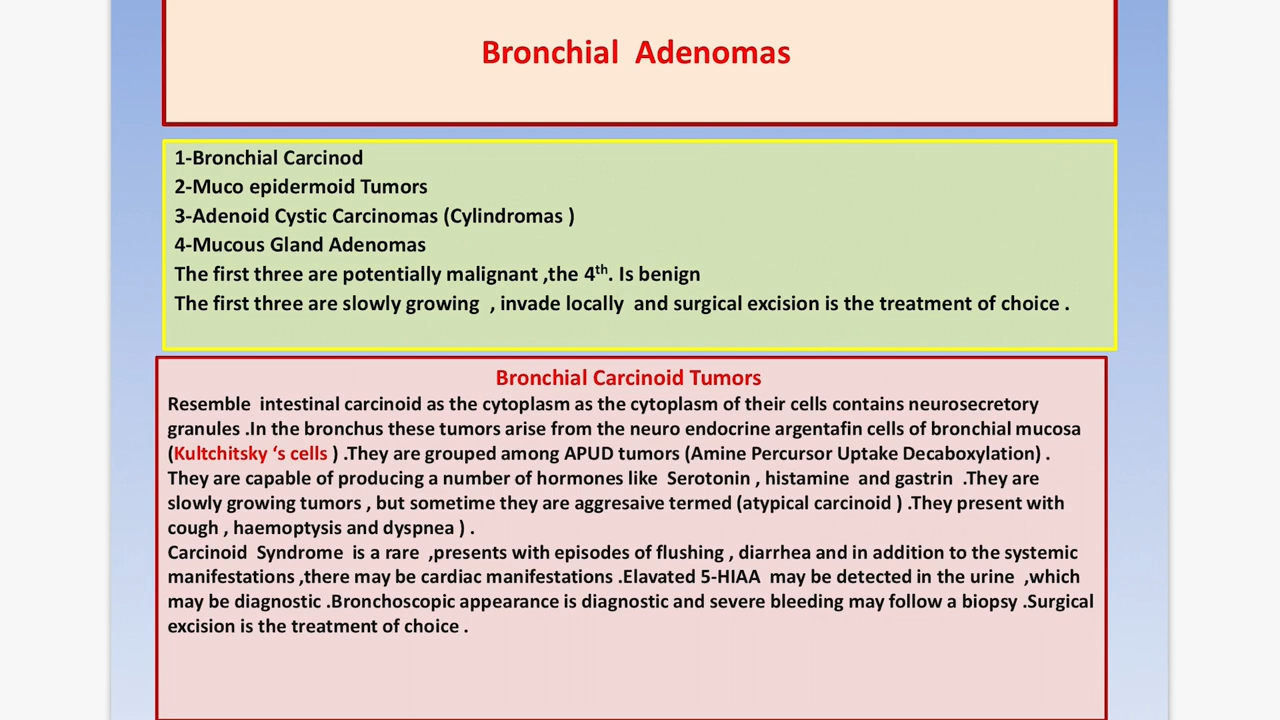 Bronchial Adenomas
1-Bronchial Carcinod
2-Muco epidermoid Tumors
3-Adenoid Cystic Carcinomas (Cylindromas )
4-Mucous Gland Adenomas
The first three are potentially malignant ,the 4th. Is benign
The first three are slowly growing , invade locally and surgical excision is the treatment of choice .
Bronchial Carcinoid Tumors
Resemble intestinal carcinoid as the cytoplasm as the cytoplasm of their cells contains neurosecretory
granules .In the bronchus these tumors arise from the neuro endocrine argentafin cells of bronchial mucosa
(Kultchitsky ‘s cells ) .They are grouped among APUD tumors (Amine Percursor Uptake Decaboxylation) .
They are capable of producing a number of hormones like Serotonin , histamine and gastrin .They are
slowly growing tumors , but sometime they are aggresaive termed (atypical carcinoid ) .They present with
cough , haemoptysis and dyspnea ) .
Carcinoid Syndrome is a rare ,presents with episodes of flushing , diarrhea and in addition to the systemic
manifestations ,there may be cardiac manifestations .Elavated 5-HIAA may be detected in the urine ,which
may be diagnostic .Bronchoscopic appearance is diagnostic and severe bleeding may follow a biopsy .Surgical
excision is the treatment of choice .